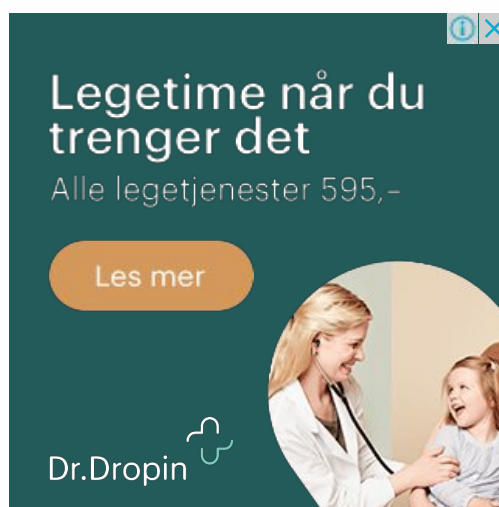 Legetime når du
trenger det
Alle legetjenester 595,-
Les mer
Dr.Dropin